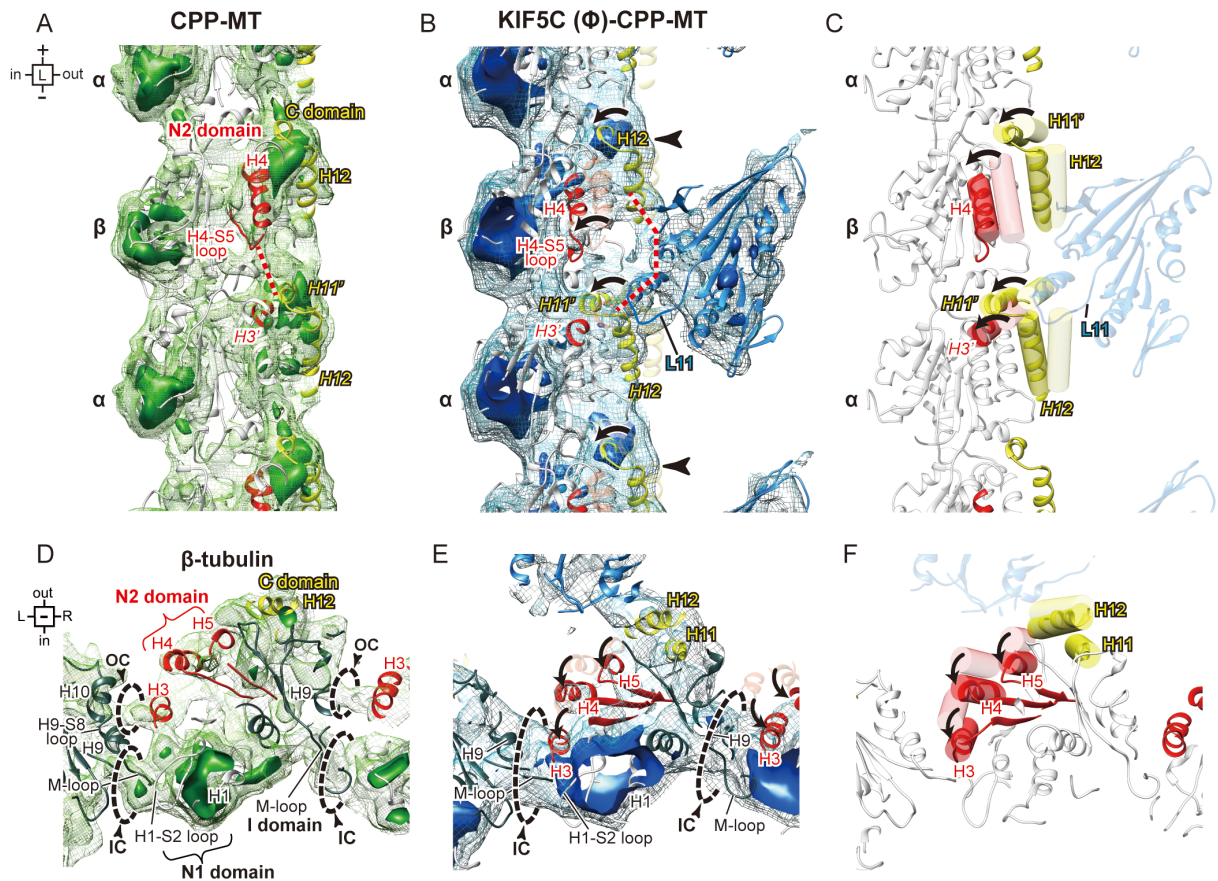 A
CPP-MT
+
in L out
−
α
C domain
N2 domain
H4
H12
β
H4-S5
loop
H11'
H3'
H12
α
B
KIF5C (Φ)-CPP-MT
α
H12
β
H4
H4-S5
loop
H11'
H3'
L11
H12
α
C
α
H11'
H12
H4
β
H11'
L11
H3'
H12
α
D
β-tubulin
out
L - R
in
C domain
H12
N2 domain
H5
H4
OC
OC
H3
H3
H10
H9
H9-S8
loop
H9
M-loop
H1
M-loop
I domain
IC
IC
H1-S2 loop
N1 domain
E
H12
H11
H5
H4
H9
H9
H3
H3
M-loop
H1
IC
M-loop
IC
H1-S2 loop
F
H12
H11
H5
H4
H3